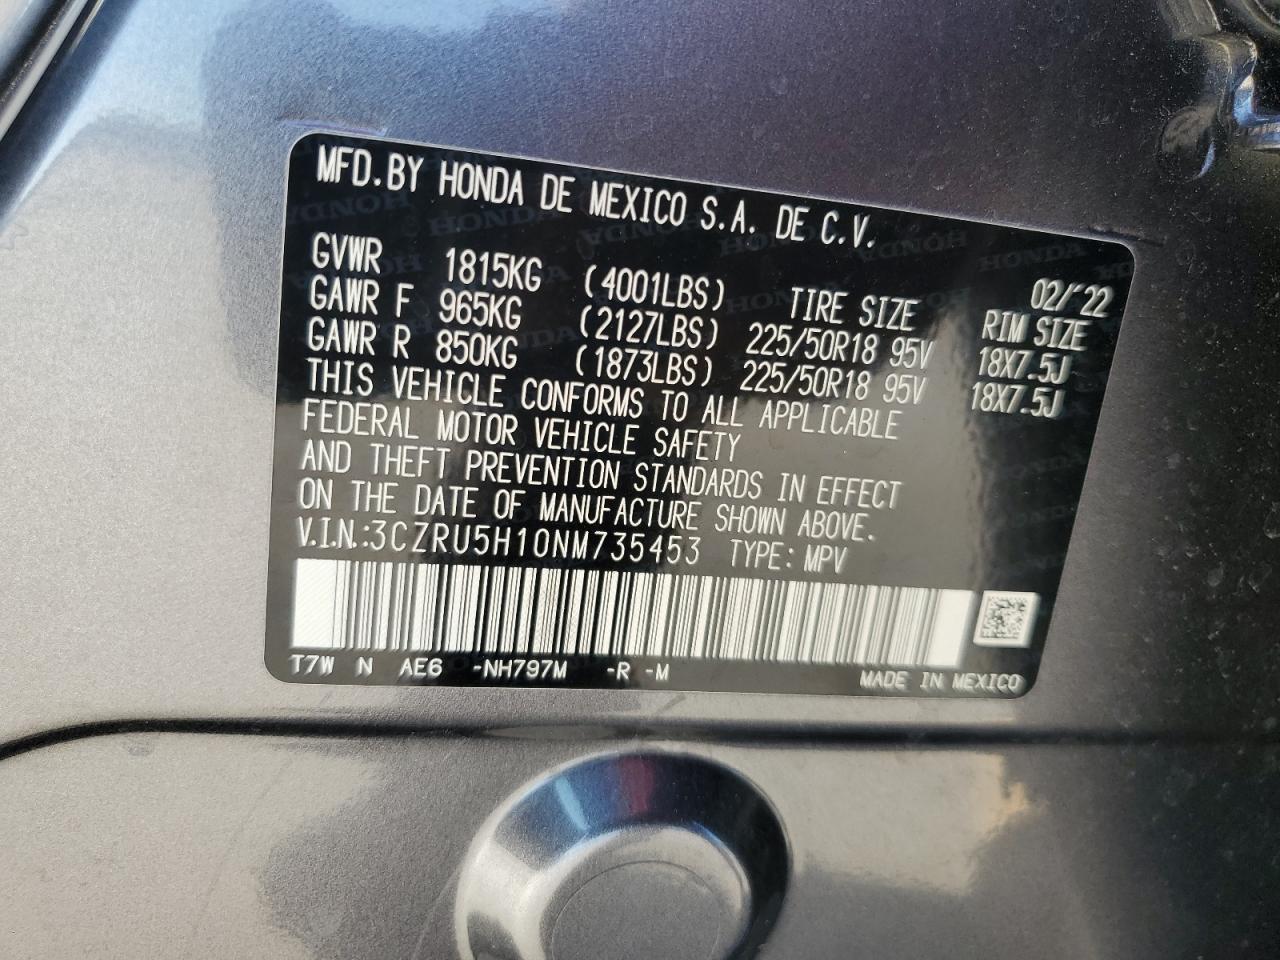 MFD.BY HONDA DE MEXICO S.A. DE C.V.
02/'22
GVWR 1815KG (4001LBS) TIRE SIZE RIM SIZE
GAWR F 965KG (2127LBS) 225/50R18 95V 18X7.5J
GAWR R 850KG (1873LBS) 225/50R18 95V 18X7.5J
THIS VEHICLE CONFORMS TO ALL APPLICABLE
FEDERAL MOTOR VEHICLE SAFETY
AND THEFT PREVENTION STANDARDS IN EFFECT
ON THE DATE OF MANUFACTURE SHOWN ABOVE.
V.I.N.:3CZRU5H10NM735453 TYPE: MPV
T7W N AE6 -NH797M -R -M MADE IN MEXICO